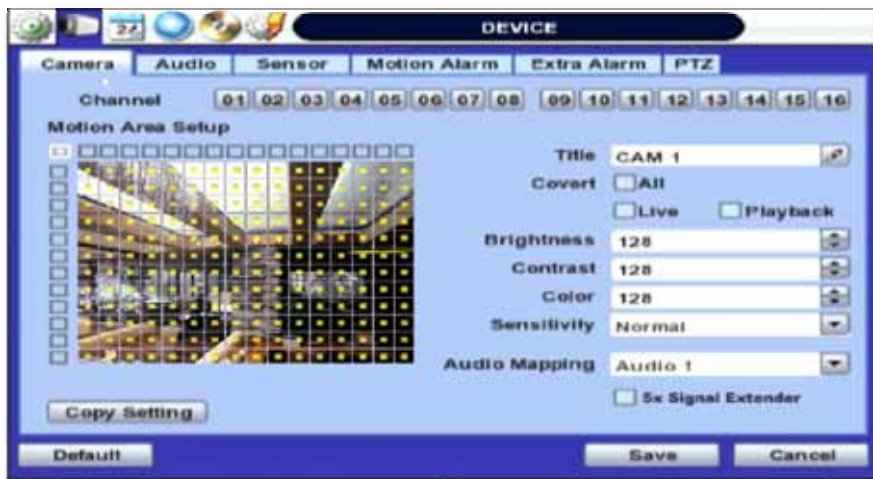 DEVICE
Camera Audio Sensor Motion Alarm Extra Alarm PTZ
Channel 01 02 03 04 05 06 07 08 09 10 11 12 13 14 15 16
Motion Area Setup
Title CAM 1
Covert All
Live Playback
Brightness 128
Contrast 128
Color 128
Sensitivity Normal
Audio Mapping Audio 1
5x Signal Extender
Copy Setting
Default Save Cancel